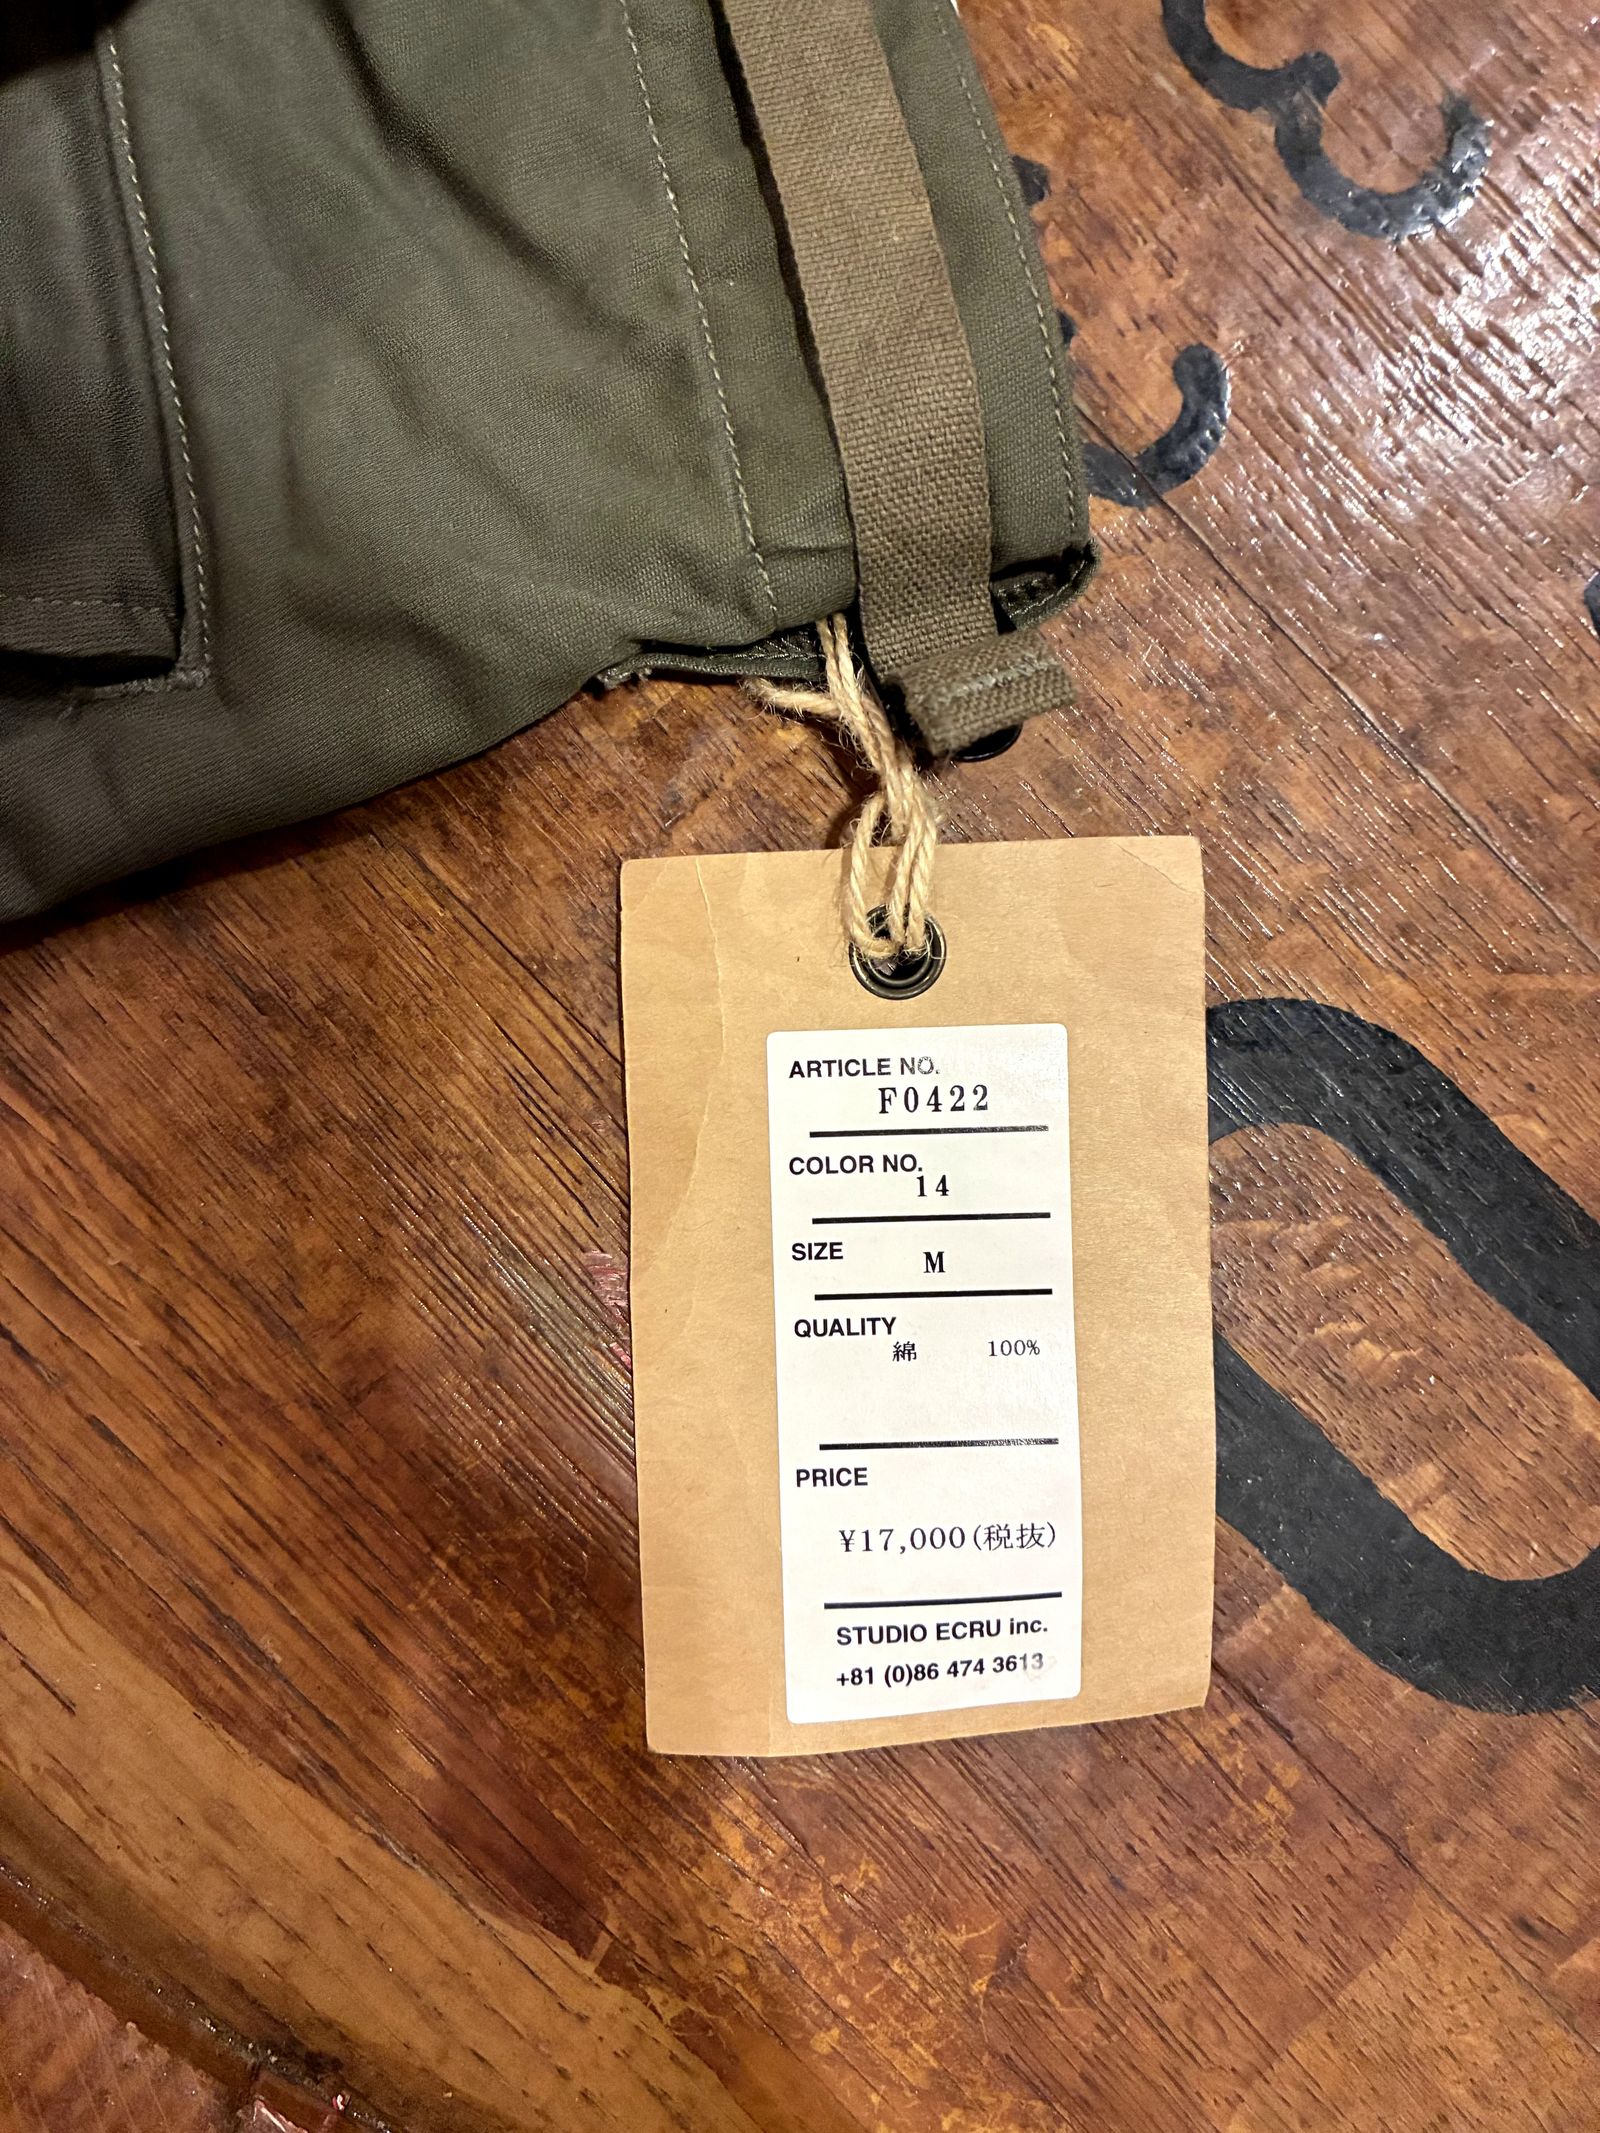 ARTICLE NO.
F0422
COLOR NO.
14
SIZE
M
QUALITY
綿 100%
PRICE
¥17,000(税抜)
STUDIO ECRU inc.
+81 (0)86 474 3613